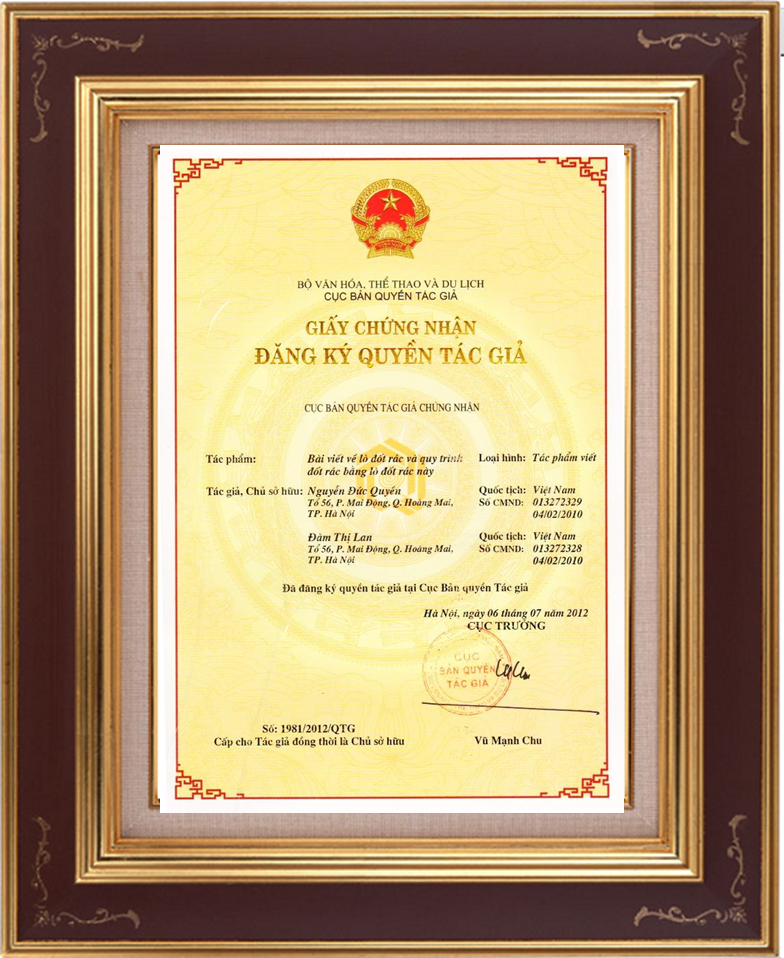 BỘ VĂN HÓA, THỂ THAO VÀ DU LỊCH
CỤC BẢN QUYỀN TÁC GIẢ
GIẤY CHỨNG NHẬN
ĐĂNG KÝ QUYỀN TÁC GIẢ
CỤC BẢN QUYỀN TÁC GIẢ CHỨNG NHẬN
Tác phẩm: Bài viết về lò đốt rác và quy trình Loại hình: Tác phẩm viết
đốt rác bằng lò đốt rác này
Tác giả, Chủ sở hữu: Nguyễn Đức Quyền Quốc tịch: Việt Nam
Tổ 56, P. Mai Động, Q. Hoàng Mai, Số CMND: 013272329
TP. Hà Nội 04/02/2010
Đàm Thị Lan Quốc tịch: Việt Nam
Tổ 56, P. Mai Động, Q. Hoàng Mai, Số CMND: 013272328
TP. Hà Nội 04/02/2010
Đã đăng ký quyền tác giả tại Cục Bản quyền Tác giả
Hà Nội, ngày 06 tháng 07 năm 2012
CỤC TRƯỞNG
CỤC
BẢN QUYỀN
TÁC GIẢ
Số: 1981/2012/QTG
Cấp cho Tác giả đồng thời là Chủ sở hữu Vũ Mạnh Chu